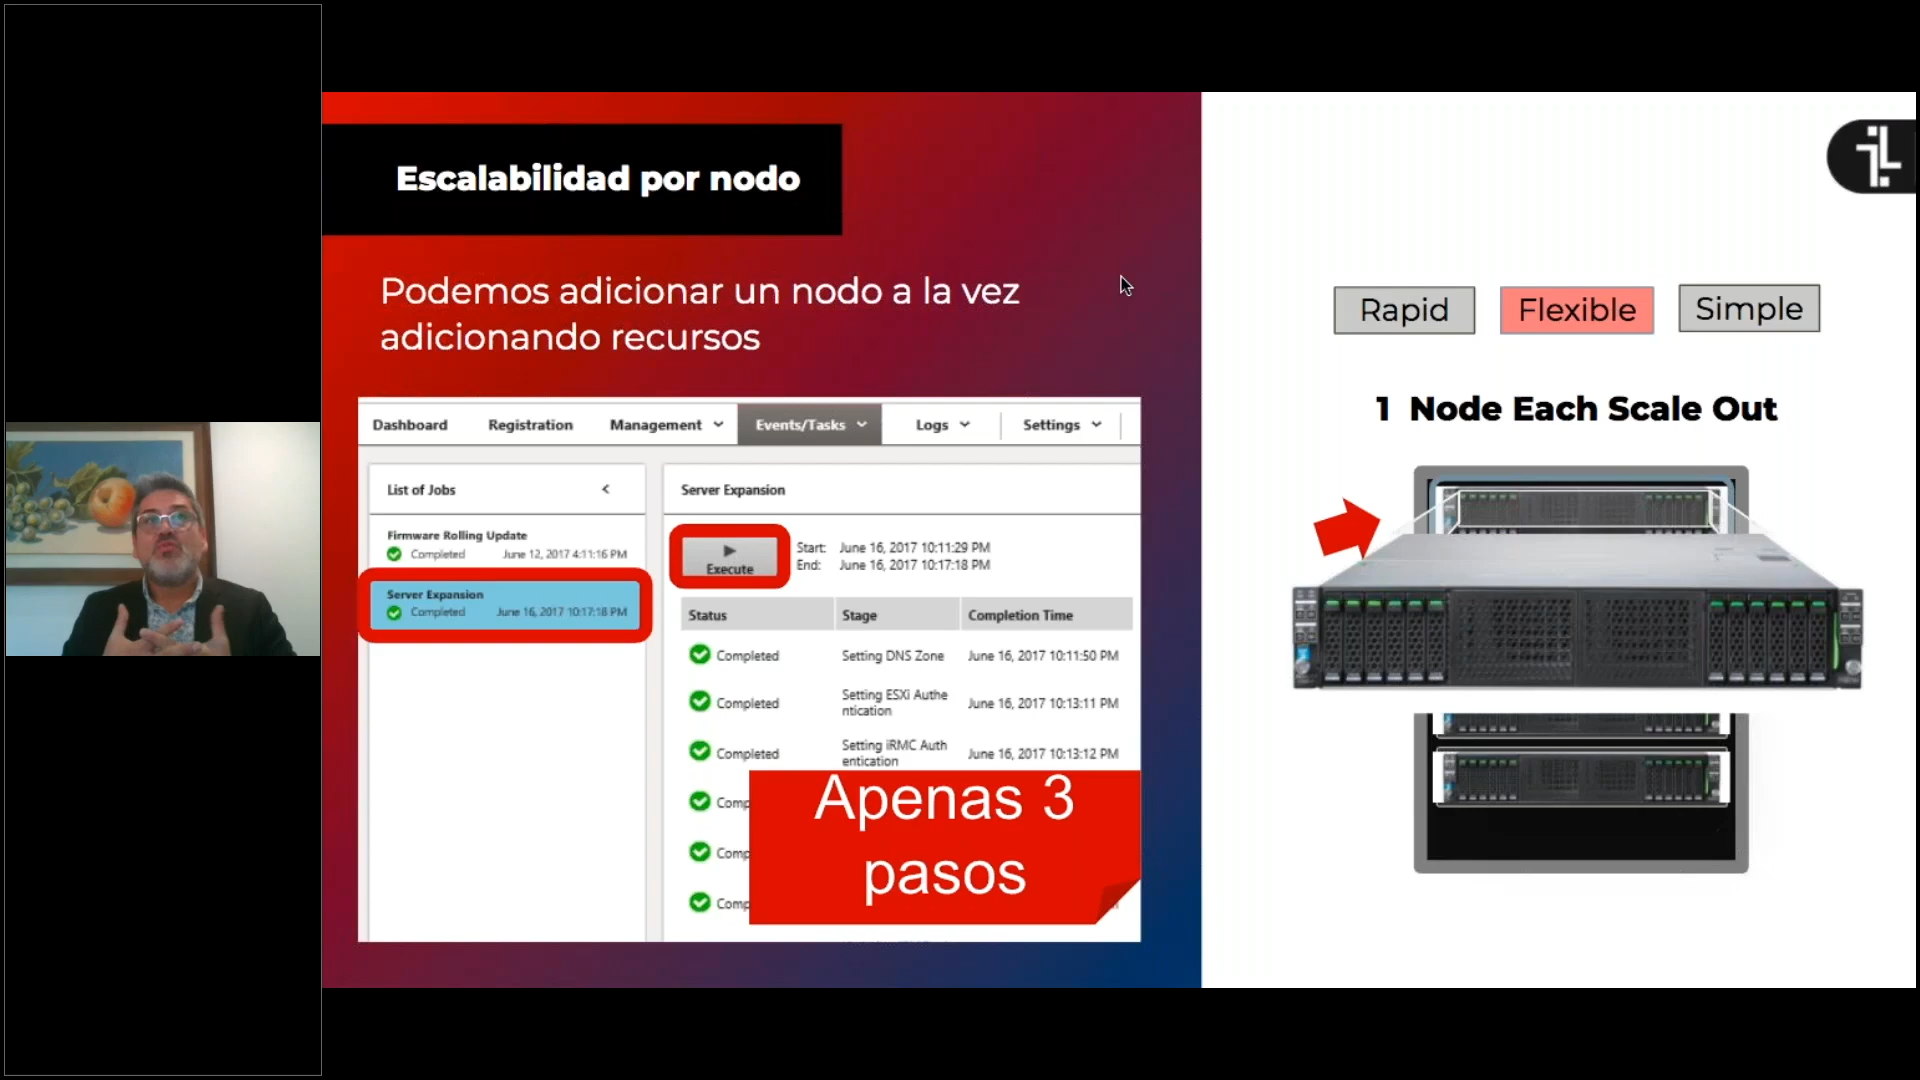 Escalabilidad por nodo
Podemos adicionar un nodo a la vez
adicionando recursos
Dashboard Registration Management Events/Tasks Logs Settings
List of Jobs
Firmware Rolling Update
Completed June 12, 2017 4:11:16 PM
Server Expansion
Completed June 16, 2017 10:17:18 PM
Server Expansion
Execute
Start: June 16, 2017 10:11:29 PM
End: June 16, 2017 10:17:18 PM
Status Stage Completion Time
Completed Setting DNS Zone June 16, 2017 10:11:50 PM
Completed Setting ESXi Authe
ntication June 16, 2017 10:13:11 PM
Completed Setting iRMC Auth
entication June 16, 2017 10:13:12 PM
Comp
Comp
Comp
Apenas 3
pasos
Rapid Flexible Simple
1 Node Each Scale Out